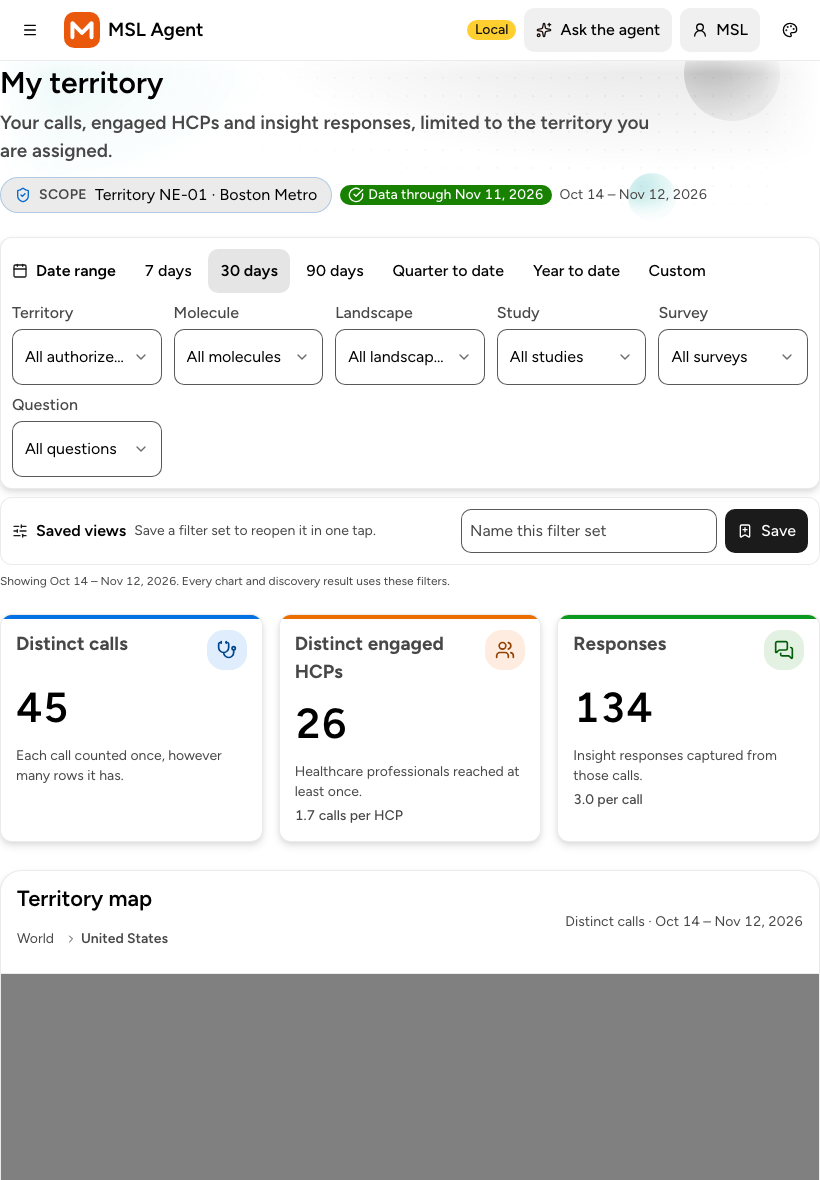 MSL Agent
Local
Ask the agent
MSL
My territory
Your calls, engaged HCPs and insight responses, limited to the territory you
are assigned.
SCOPE Territory NE-01 · Boston Metro
Data through Nov 11, 2026
Oct 14 – Nov 12, 2026
Date range
7 days
30 days
90 days
Quarter to date
Year to date
Custom
Territory
Molecule
Landscape
Study
Survey
All authorize...
All molecules
All landscap...
All studies
All surveys
Question
All questions
Saved views
Save a filter set to reopen it in one tap.
Name this filter set
Save
Showing Oct 14 – Nov 12, 2026. Every chart and discovery result uses these filters.
Distinct calls
45
Each call counted once, however
many rows it has.
Distinct engaged
HCPs
26
Healthcare professionals reached at
least once.
1.7 calls per HCP
Responses
134
Insight responses captured from
those calls.
3.0 per call
Territory map
World
United States
Distinct calls · Oct 14 – Nov 12, 2026